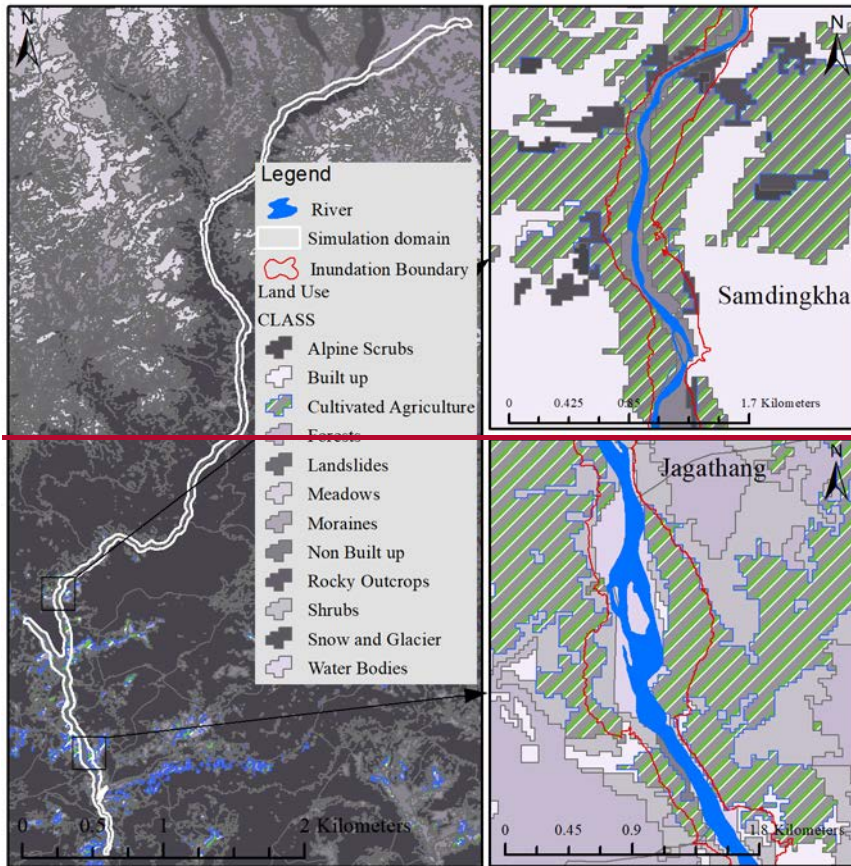 N
Legend
River
Simulation domain
Inundation Boundary
Land Use
CLASS
Alpine Scrubs
Built up
Cultivated Agriculture
Forests
Landslides
Meadows
Moraines
Non Built up
Rocky Outcrops
Shrubs
Snow and Glacier
Water Bodies
0 0.5 1 2 Kilometers
N
Samdingkha
0 0.425 0.85 1.7 Kilometers
Jagathang
N
0 0.45 0.9 1.8 Kilometers